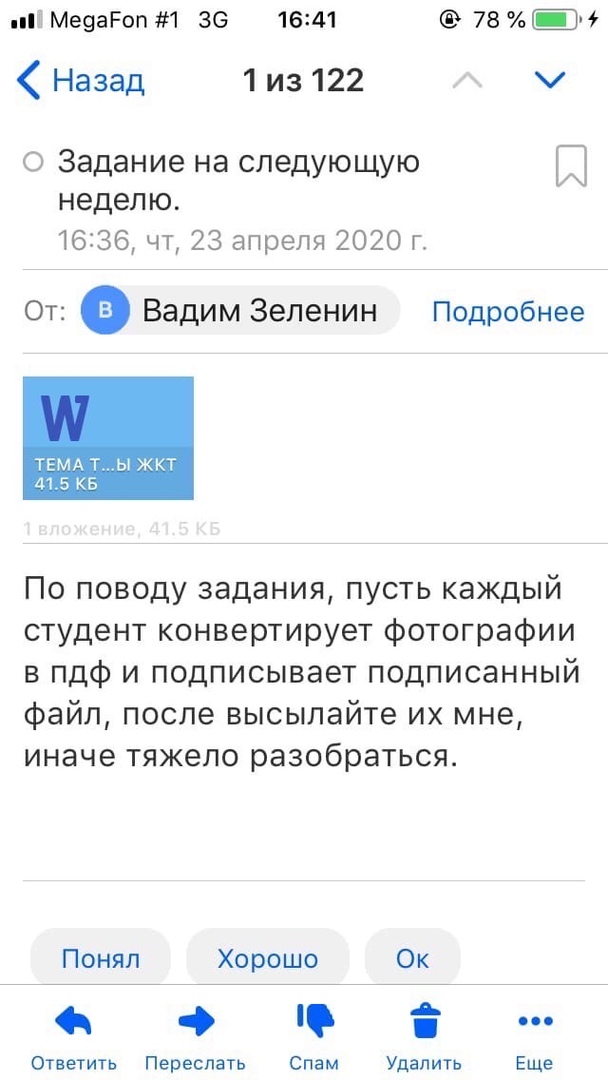 MegaFon #1 3G 16:41 78 %
Назад 1 из 122
Задание на следующую
неделю.
16:36, чт, 23 апреля 2020 г.
От: В Вадим Зеленин Подробнее
W
ТЕМА Т...Ы ЖКТ
41.5 КБ
1 вложение, 41.5 КБ
По поводу задания, пусть каждый
студент конвертирует фотографии
в пдф и подписывает подписанный
файл, после высылайте их мне,
иначе тяжело разобраться.
Понял Хорошо Ок
Ответить Переслать Спам Удалить Еще